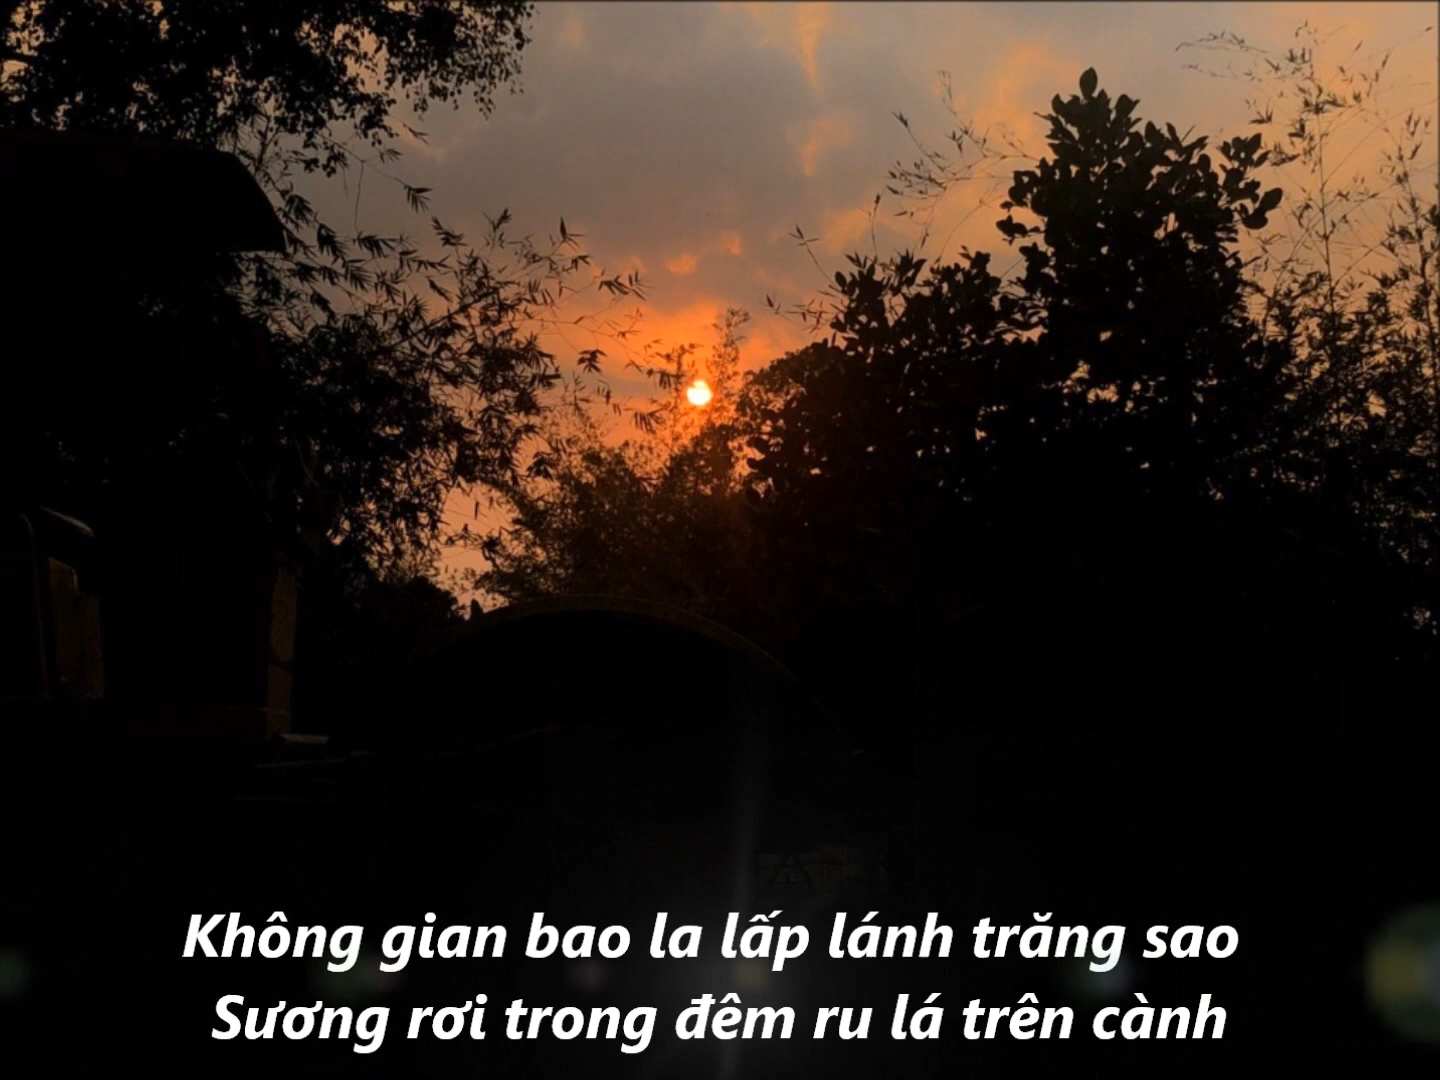 Không gian bao la lấp lánh trăng sao
Sương rơi trong đêm ru lá trên cành